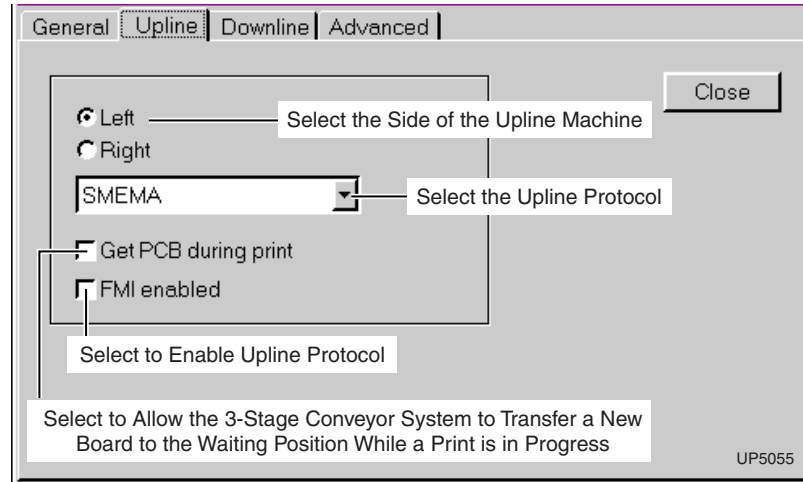 General Upline Downline Advanced
Close
Left
Select the Side of the Upline Machine
Right
SMEMA
Select the Upline Protocol
Get PCB during print
FMI enabled
Select to Enable Upline Protocol
Select to Allow the 3-Stage Conveyor System to Transfer a New
Board to the Waiting Position While a Print is in Progress
UP5055